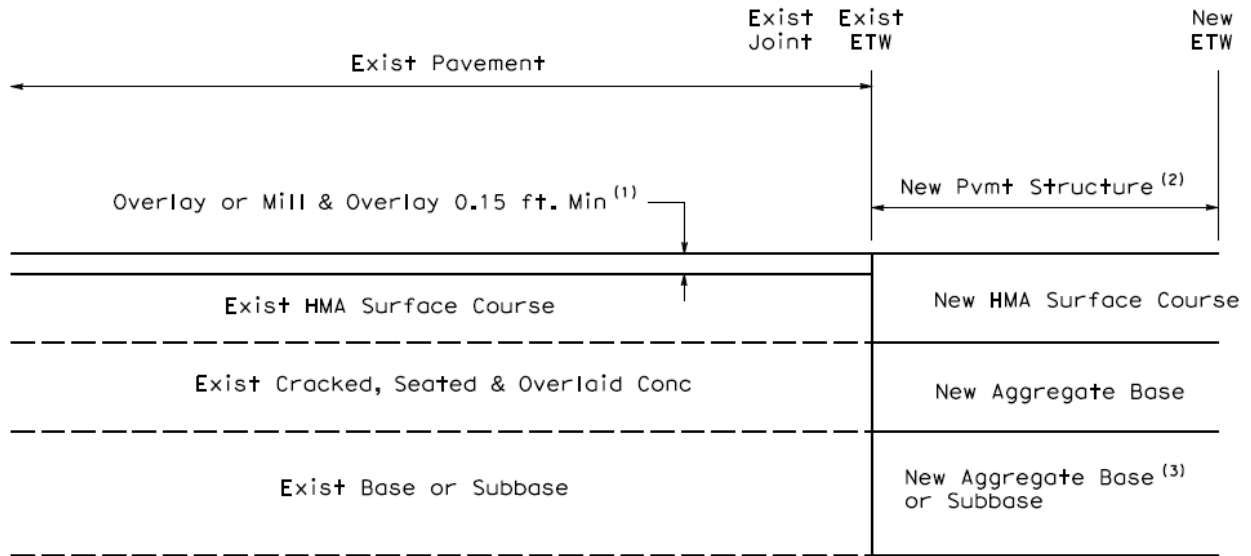 Exist Joint
Exist ETW
New ETW
Exist Pavement
New Pvmt Structure (2)
Overlay or Mill & Overlay 0.15 ft. Min (1)
Exist HMA Surface Course
New HMA Surface Course
Exist Cracked, Seated & Overlaid Conc
New Aggregate Base
Exist Base or Subbase
New Aggregate Base (3)
or Subbase